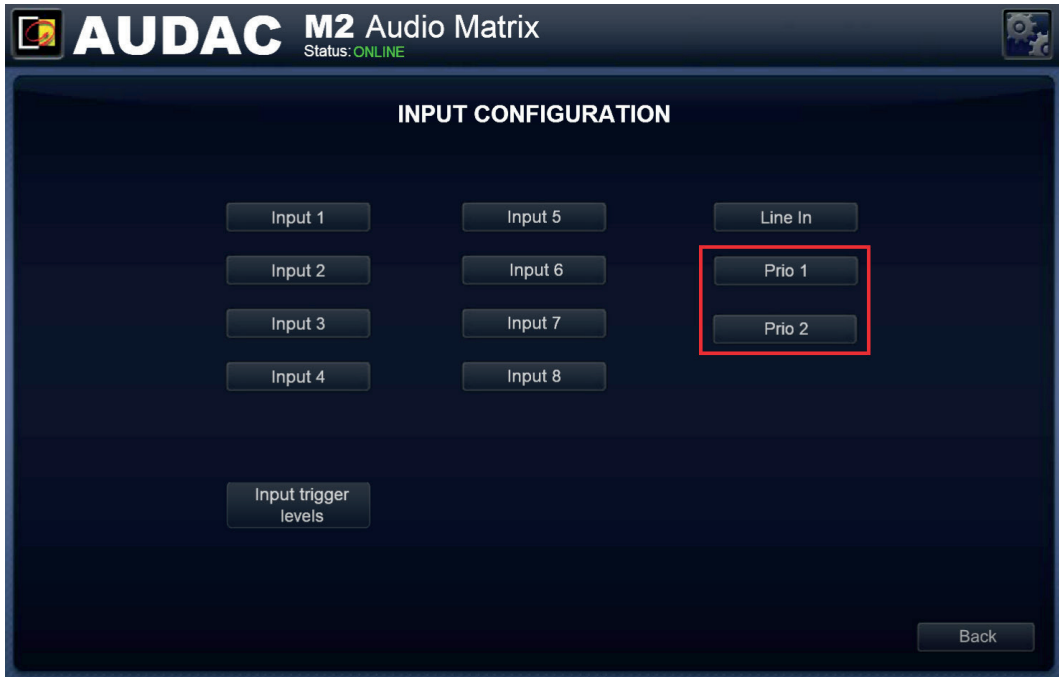 AUDAC M2 Audio Matrix
Status: ONLINE
INPUT CONFIGURATION
Input 1
Input 5
Line In
Input 2
Input 6
Prio 1
Input 3
Input 7
Prio 2
Input 4
Input 8
Input trigger
levels
Back